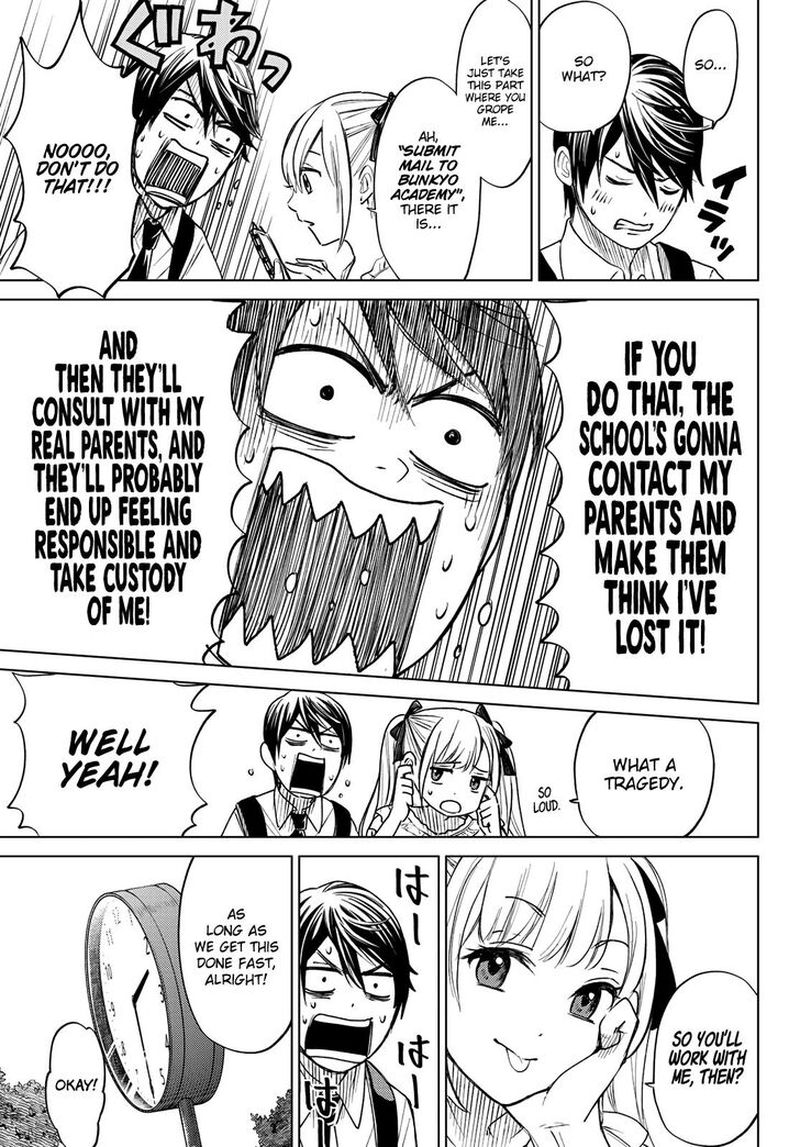 SO...
SO
WHAT?
イラッ
LET'S
JUST TAKE
THIS PART
WHERE YOU
GROPE
ME...
AH,
"SUBMIT
MAIL TO
BUNKYO
ACADEMY",
THERE IT
IS...
ぐわっ
NOOOO,
DON'T DO
THAT!!!
IF YOU
DO THAT, THE
SCHOOL'S GONNA
CONTACT MY
PARENTS AND
MAKE THEM
THINK I'VE
LOST IT!
AND
THEN THEY'LL
CONSULT WITH MY
REAL PARENTS, AND
THEY'LL PROBABLY
END UP FEELING
RESPONSIBLE AND
TAKE CUSTODY
OF ME!
WHAT A
TRAGEDY.
SO
LOUD.
WELL
YEAH!
SO YOU'LL
WORK WITH
ME, THEN?
はー
はー
はー
AS
LONG AS
WE GET THIS
DONE FAST,
ALRIGHT!
OKAY!